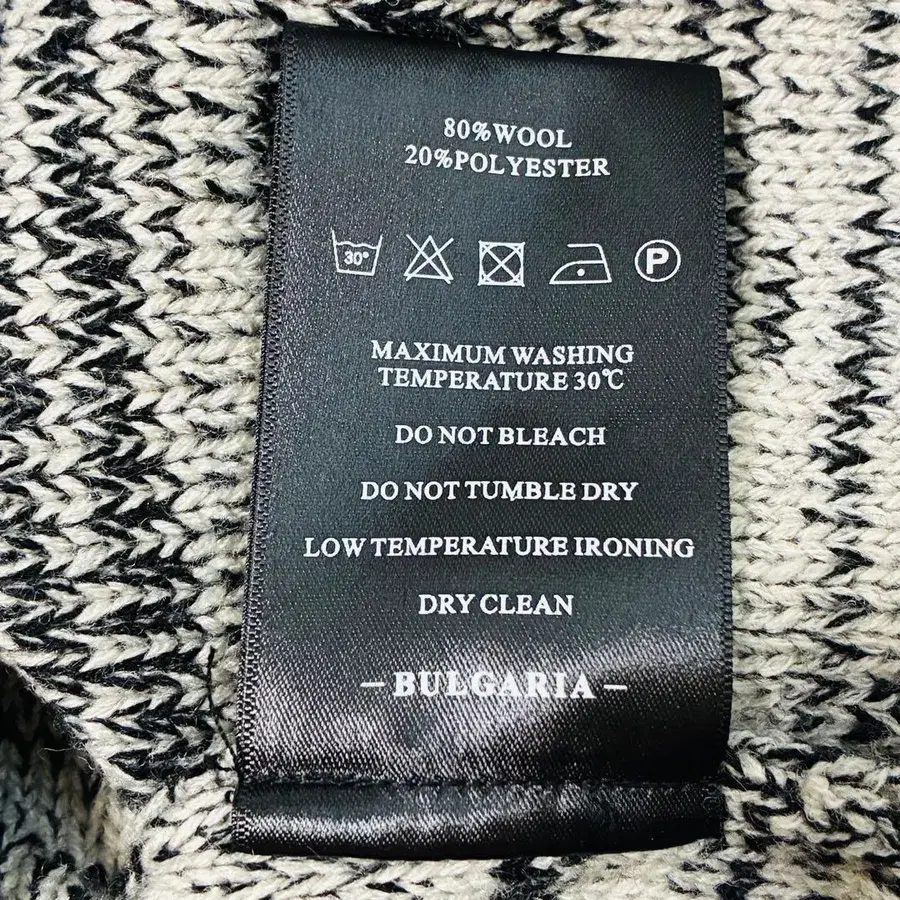 80%WOOL
20%POLYESTER
30° P
MAXIMUM WASHING
TEMPERATURE 30℃
DO NOT BLEACH
DO NOT TUMBLE DRY
LOW TEMPERATURE IRONING
DRY CLEAN
-BULGARIA-